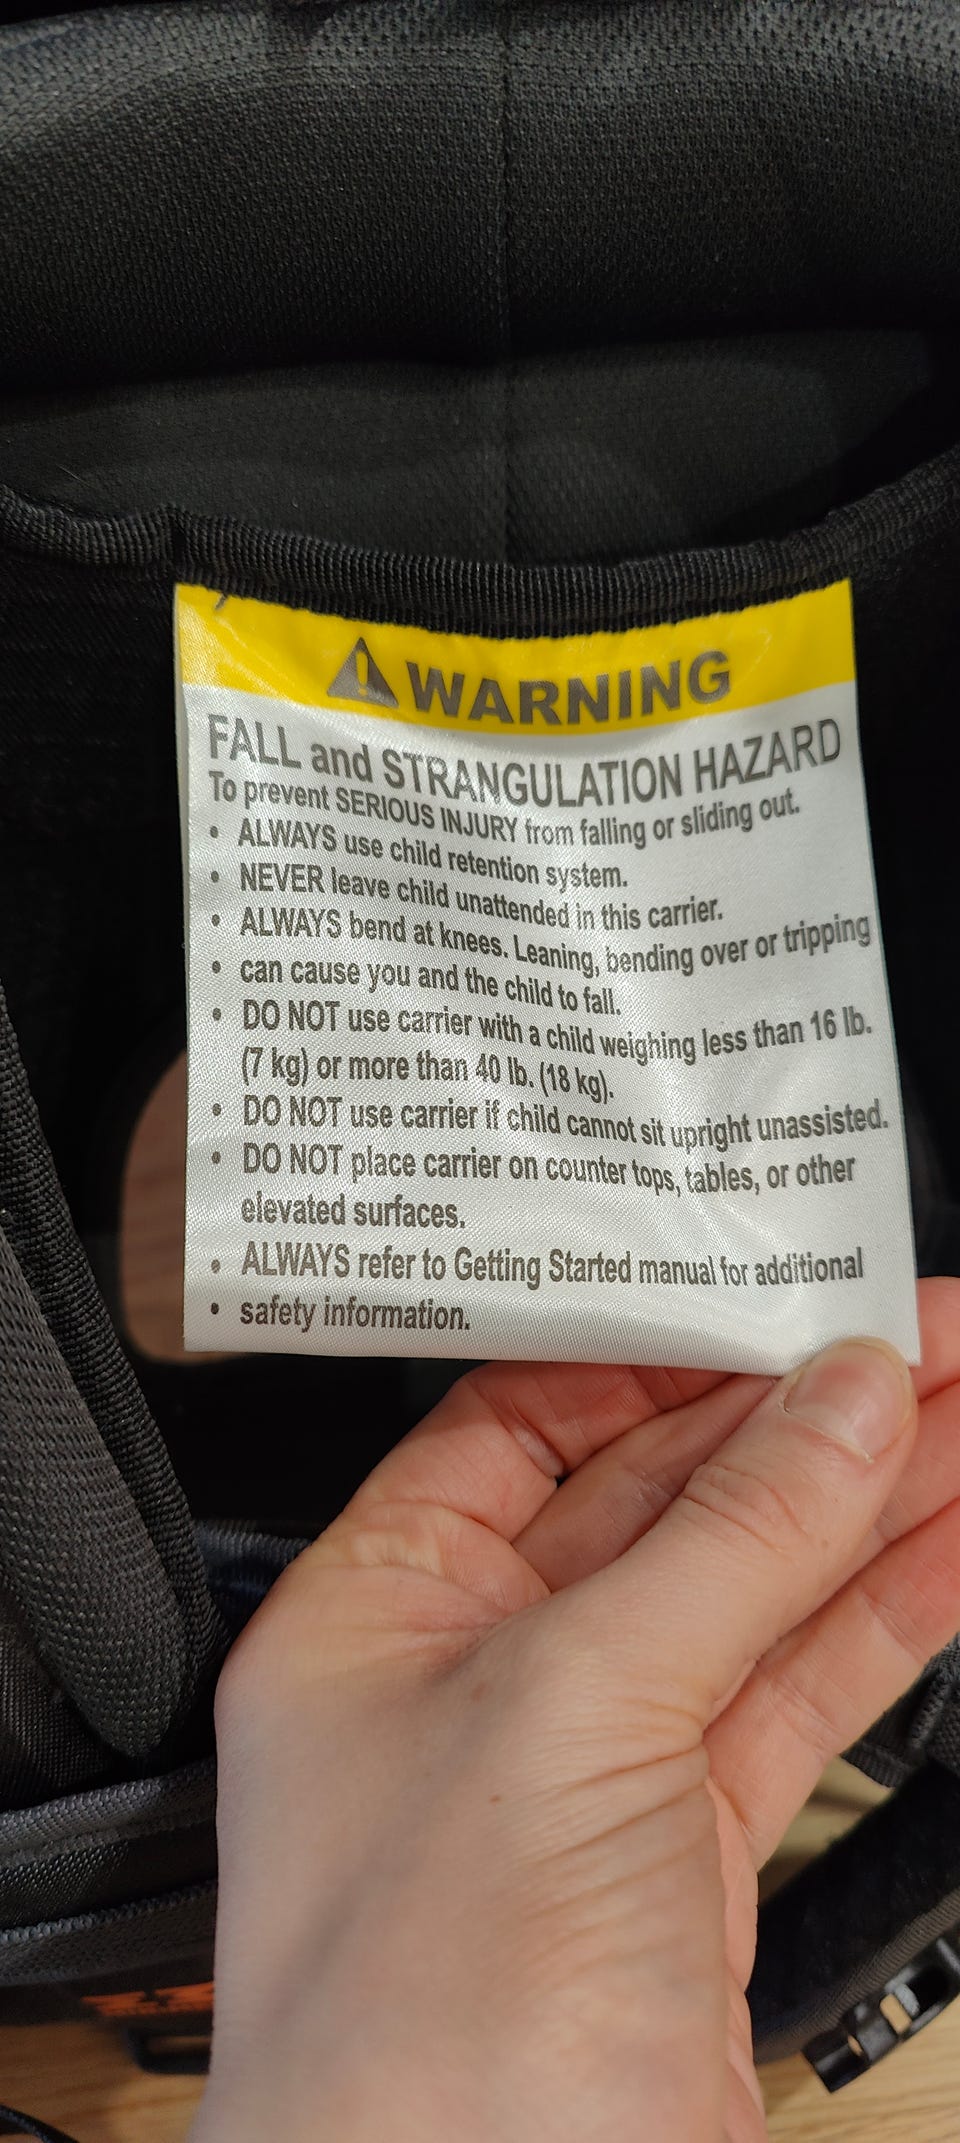 WARNING
FALL and STRANGULATION HAZARD
To prevent SERIOUS INJURY from falling or sliding out.
• ALWAYS use child retention system.
• NEVER leave child unattended in this carrier.
• ALWAYS bend at knees. Leaning, bending over or tripping
• can cause you and the child to fall.
• DO NOT use carrier with a child weighing less than 16 lb.
(7 kg) or more than 40 lb. (18 kg).
• DO NOT use carrier if child cannot sit upright unassisted.
• DO NOT place carrier on counter tops, tables, or other
elevated surfaces.
• ALWAYS refer to Getting Started manual for additional
• safety information.